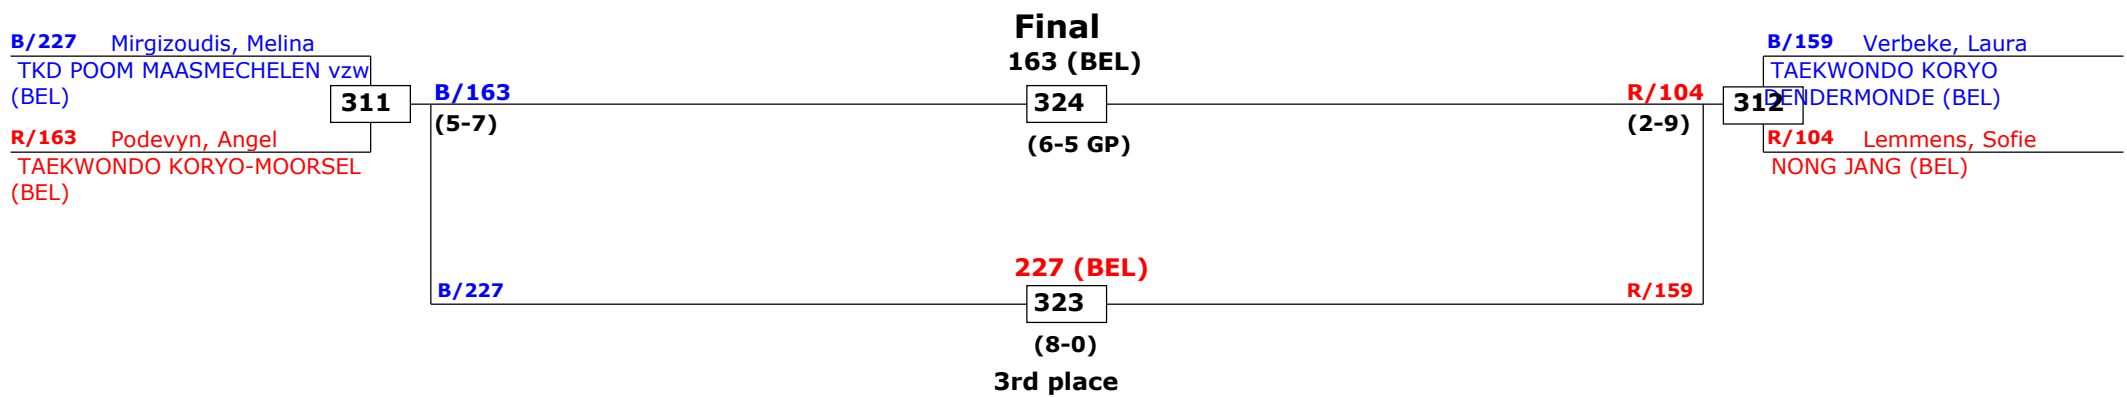 Final
163 (BEL)
B/227 Mirgizoudis, Melina
TKD POOM MAASMECHELEN vzw
(BEL)
311
R/163 Podevyn, Angel
TAEKWONDO KORYO-MOORSEL
(BEL)
B/163
(5-7)
324
(6-5 GP)
R/104
(2-9)
312
B/159 Verbeke, Laura
TAEKWONDO KORYO
DENDERMONDE (BEL)
R/104 Lemmens, Sofie
NONG JANG (BEL)
227 (BEL)
B/227
323
R/159
(8-0)
3rd place